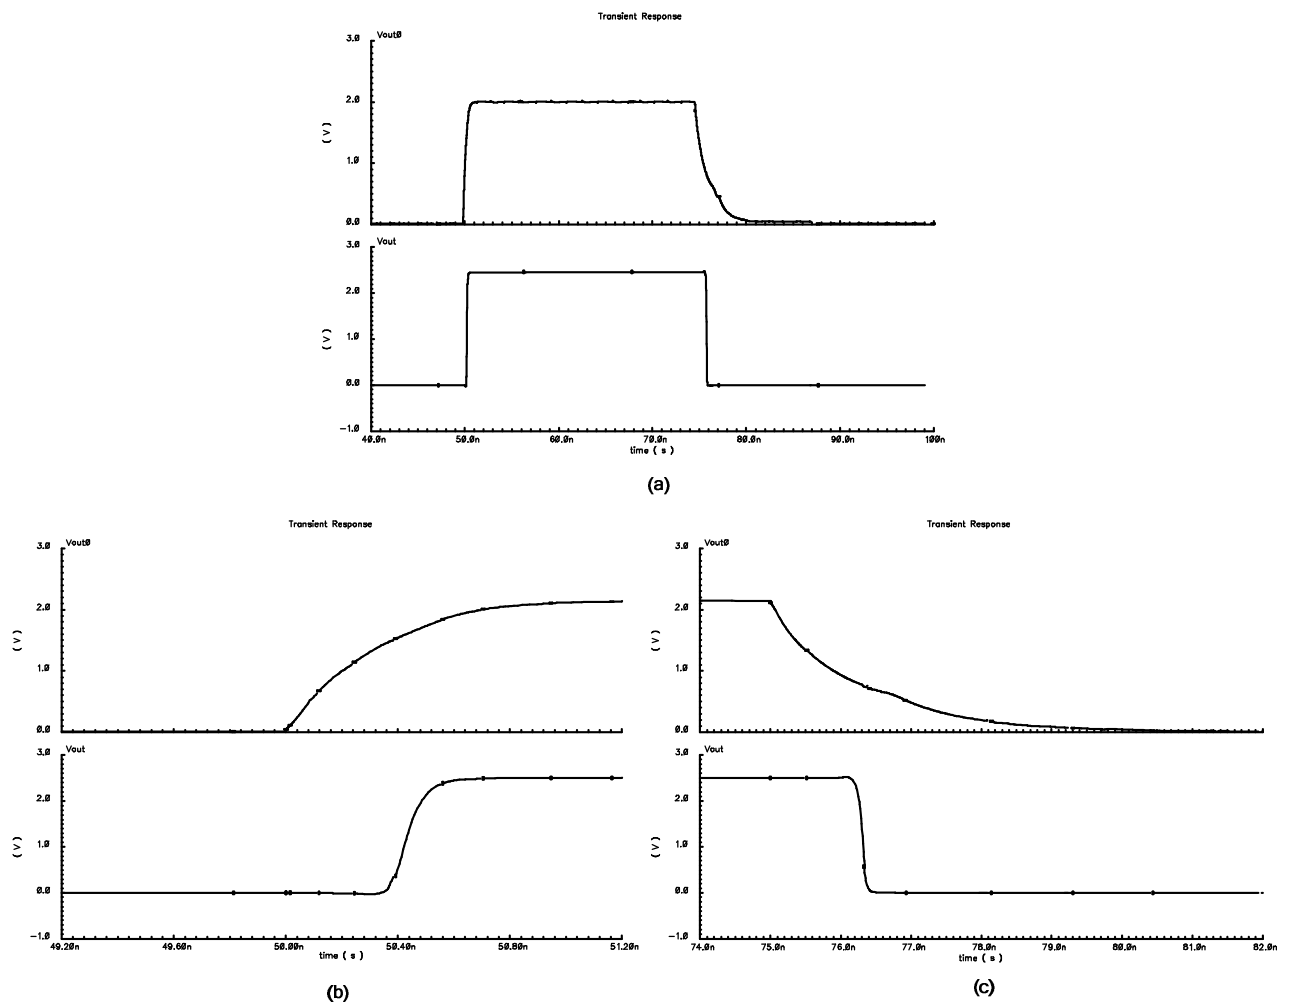 Transient Response
Vout0
3.0
2.0
1.0
0.0
( V )
Vout
3.0
2.0
1.0
0.0
-1.0
( V )
40.0n 50.0n 60.0n 70.0n 80.0n 90.0n 100n
time ( s )
(a)
Transient Response
Vout0
3.0
2.0
1.0
0.0
( V )
Vout
3.0
2.0
1.0
0.0
-1.0
( V )
49.20n 49.60n 50.00n 50.40n 50.80n 51.20n
time ( s )
(b)
Transient Response
Vout0
3.0
2.0
1.0
0.0
( V )
Vout
3.0
2.0
1.0
0.0
-1.0
( V )
74.0n 75.0n 76.0n 77.0n 78.0n 79.0n 80.0n 81.0n 82.0n
time ( s )
(c)